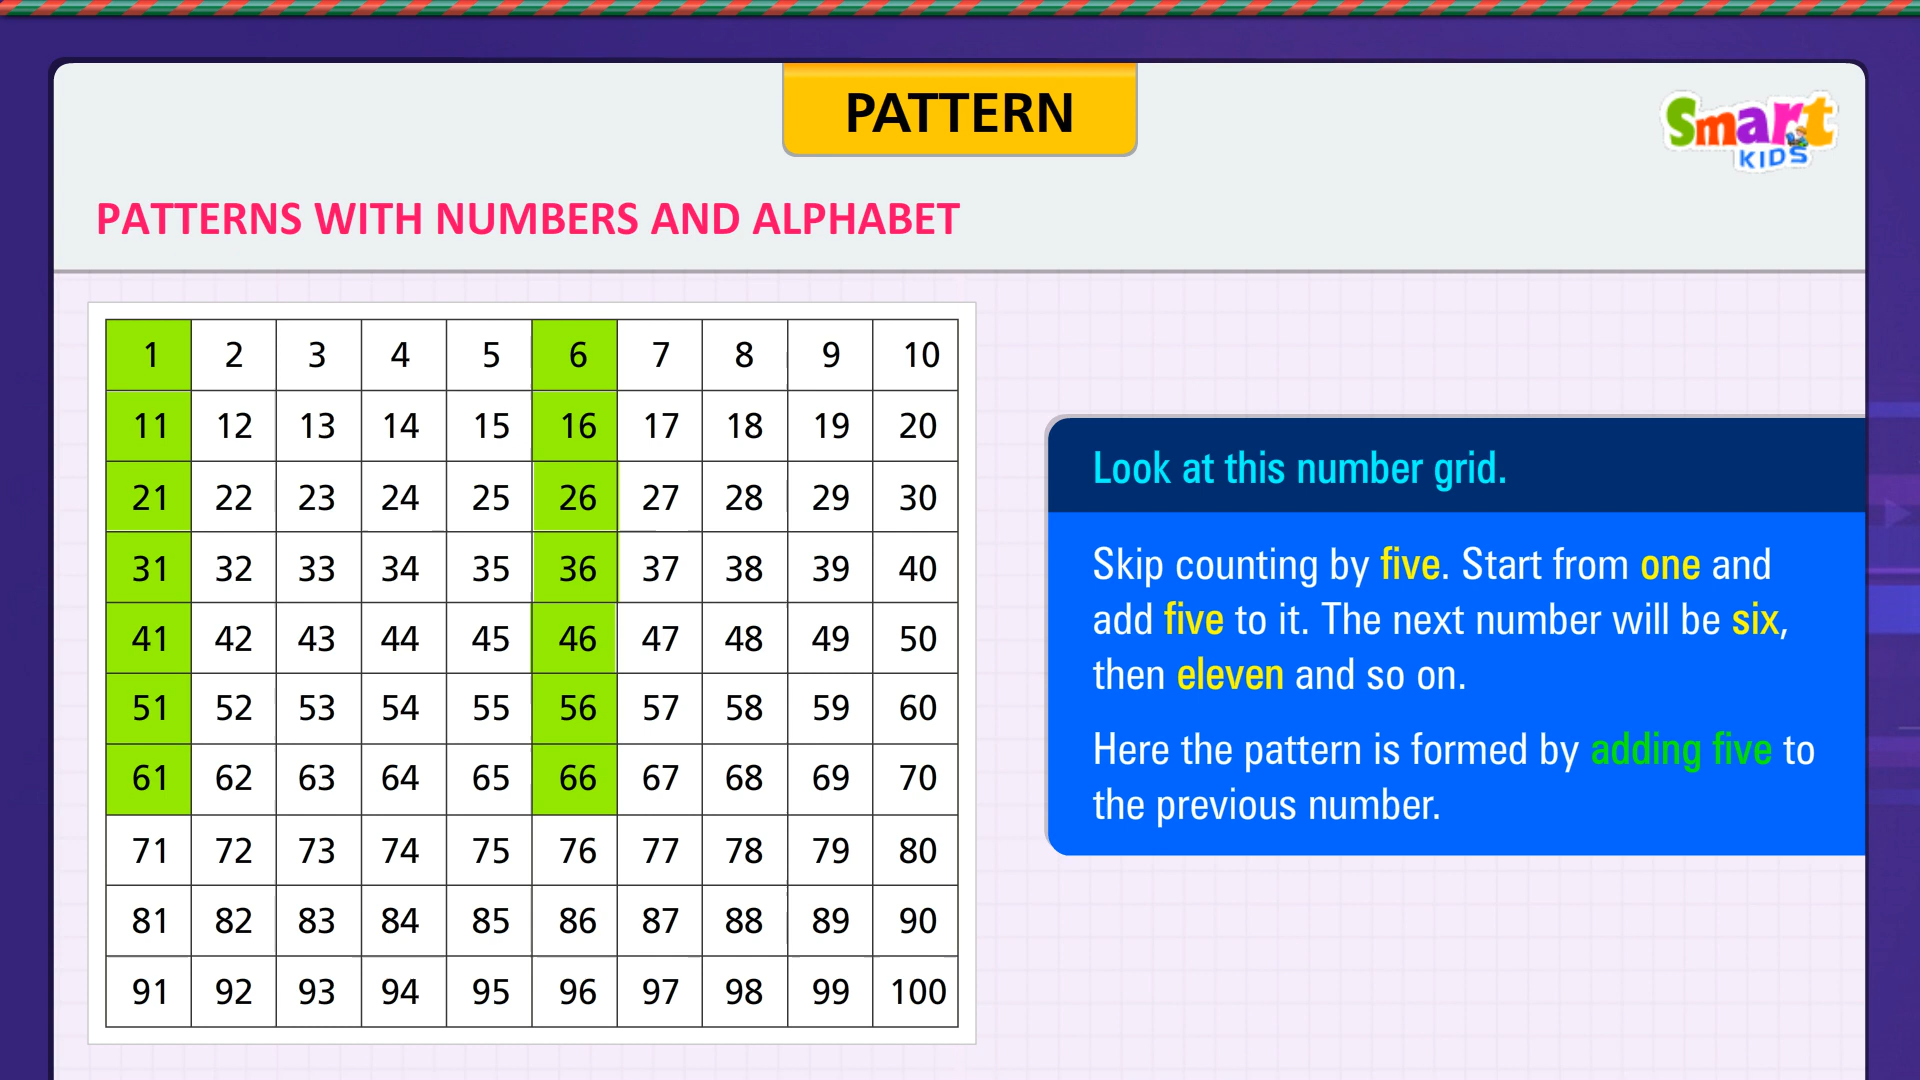 PATTERN
Smart
KIDS
PATTERNS WITH NUMBERS AND ALPHABET
1 2 3 4 5 6 7 8 9 10
11 12 13 14 15 16 17 18 19 20
21 22 23 24 25 26 27 28 29 30
31 32 33 34 35 36 37 38 39 40
41 42 43 44 45 46 47 48 49 50
51 52 53 54 55 56 57 58 59 60
61 62 63 64 65 66 67 68 69 70
71 72 73 74 75 76 77 78 79 80
81 82 83 84 85 86 87 88 89 90
91 92 93 94 95 96 97 98 99 100
Look at this number grid.
Skip counting by five. Start from one and
add five to it. The next number will be six,
then eleven and so on.
Here the pattern is formed by adding five to
the previous number.